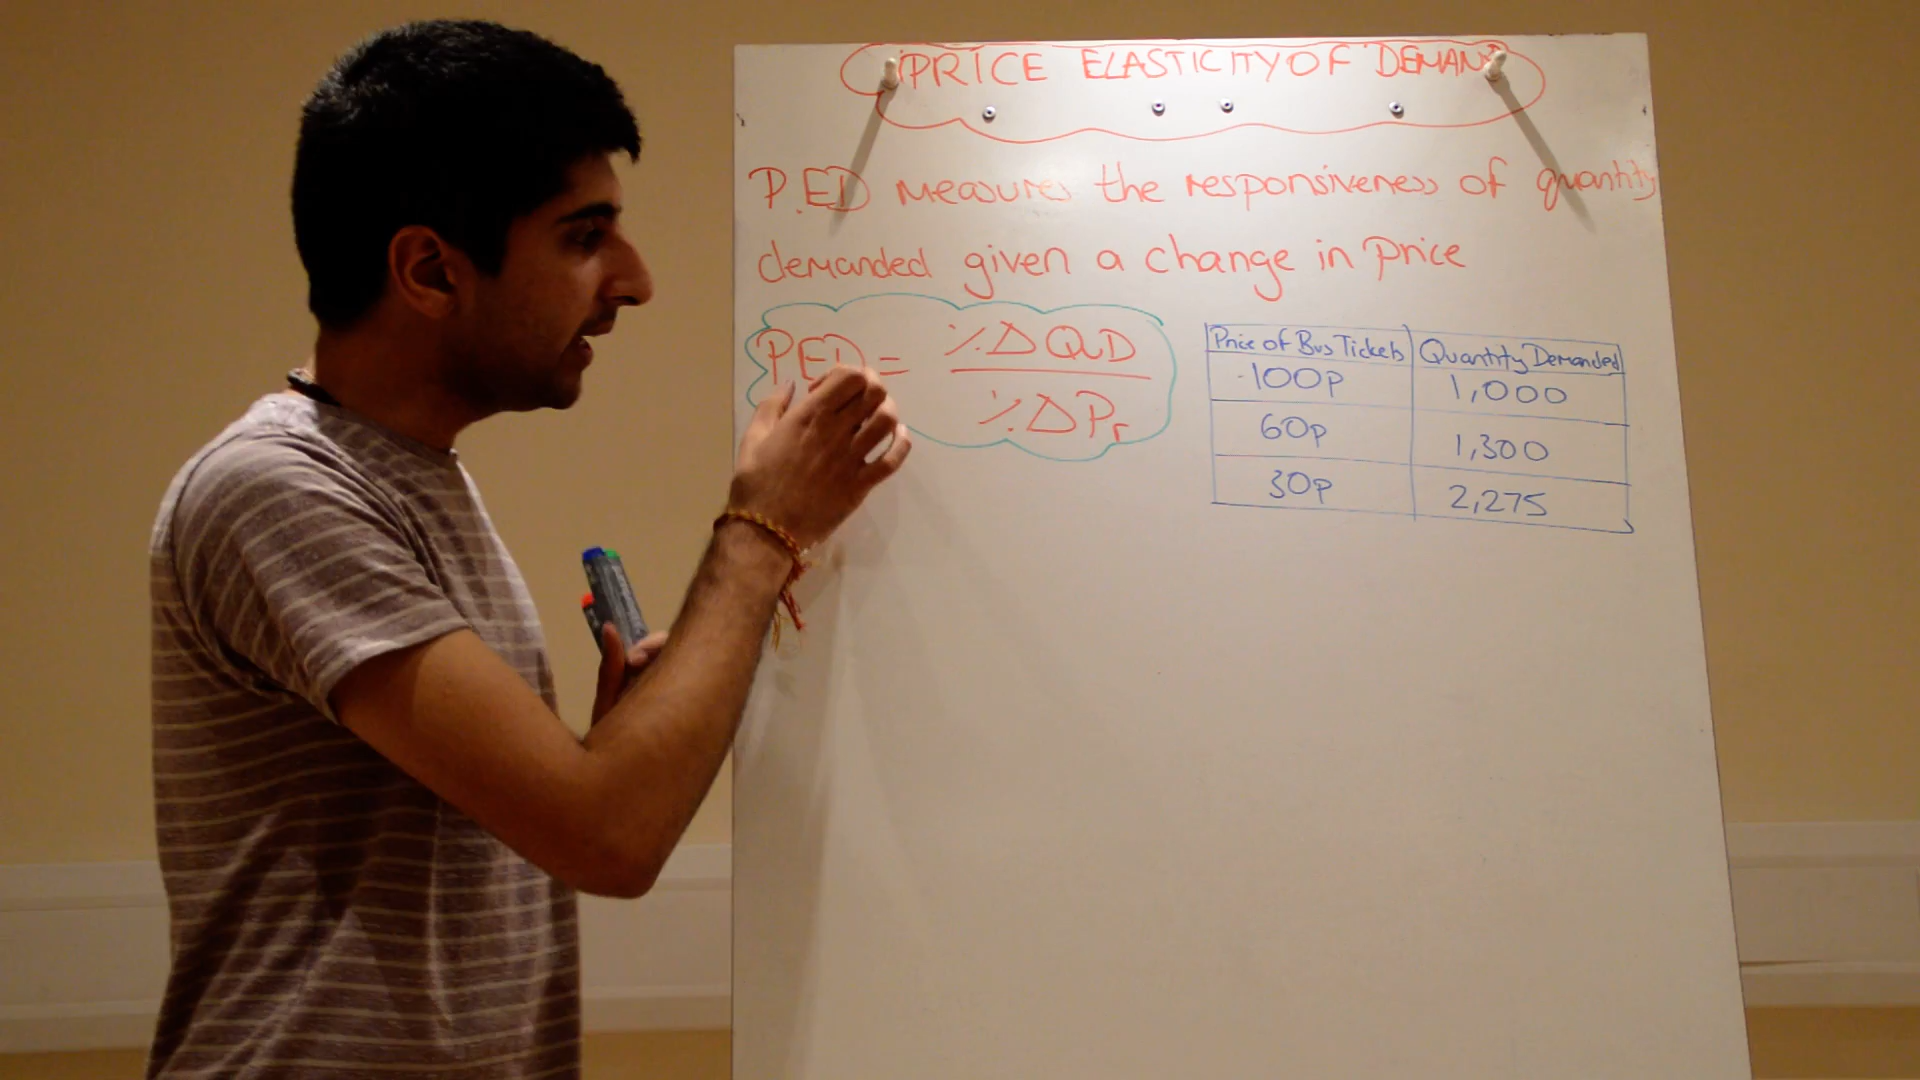 PRICE ELASTICITY OF DEMAND
P.ED measures the responsiveness of quantity
demanded given a change in price
PED = %ΔQD
%ΔPr
Price of Bus Tickets Quantity Demanded
100p 1,000
60p 1,300
30p 2,275